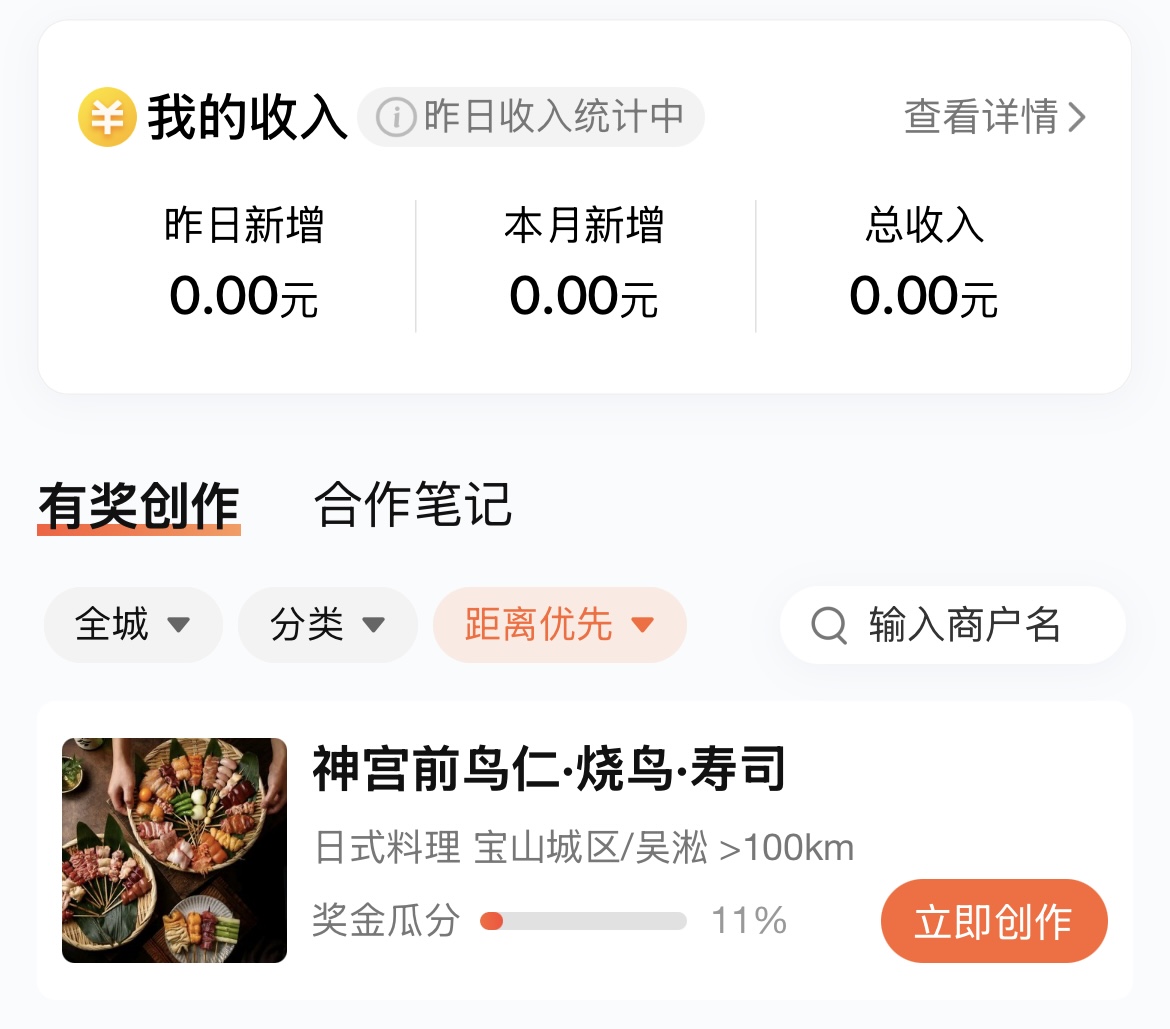 我的收入 昨日收入统计中 查看详情
昨日新增 本月新增 总收入
0.00元 0.00元 0.00元
有奖创作 合作笔记
全城 分类 距离优先 输入商户名
神宫前鸟仁·烧鸟·寿司
日式料理 宝山城区/吴淞 >100km
奖金瓜分 11% 立即创作